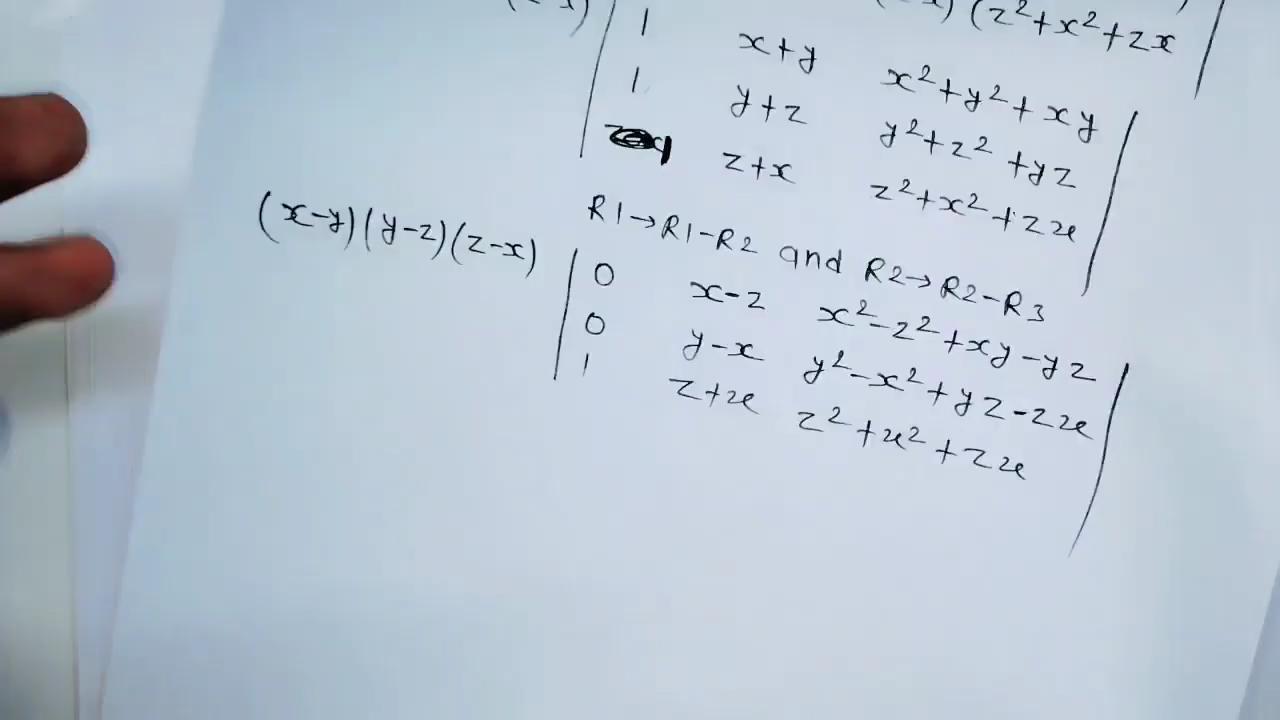 (z²+x²+zx
1 x+y x²+y²+xy
1 y+z y²+z²+yz
z+x z²+x²+zx
R1→R1-R2 and R2→R2-R3
(x-y)(y-z)(z-x) | 0 x-z x²-z²+xy-yz |
0 y-x y²-x²+yz-zx
1 z+x z²+x²+zx